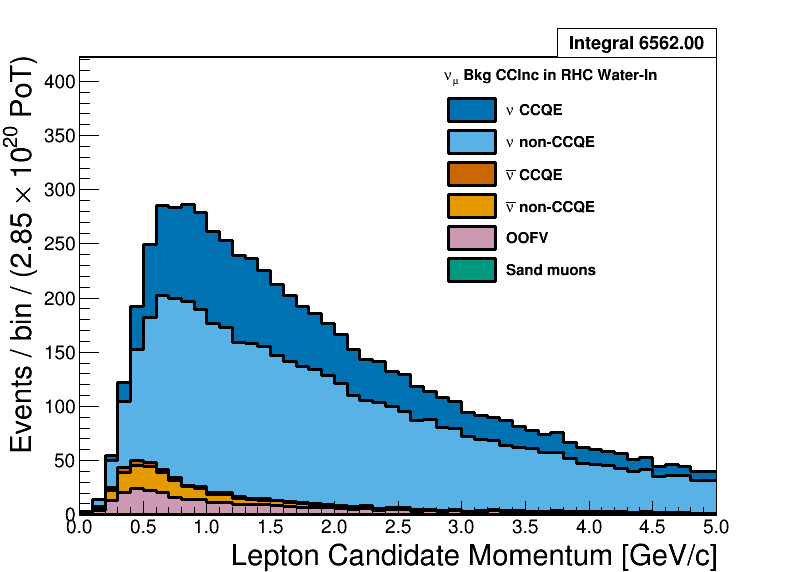 Integral 6562.00
ν_μ Bkg CCInc in RHC Water-In
ν CCQE
ν non-CCQE
ν̅ CCQE
ν̅ non-CCQE
OOFV
Sand muons
Events / bin / (2.85 × 10^20 PoT)
400
350
300
250
200
150
100
50
0
0.0 0.5 1.0 1.5 2.0 2.5 3.0 3.5 4.0 4.5 5.0
Lepton Candidate Momentum [GeV/c]